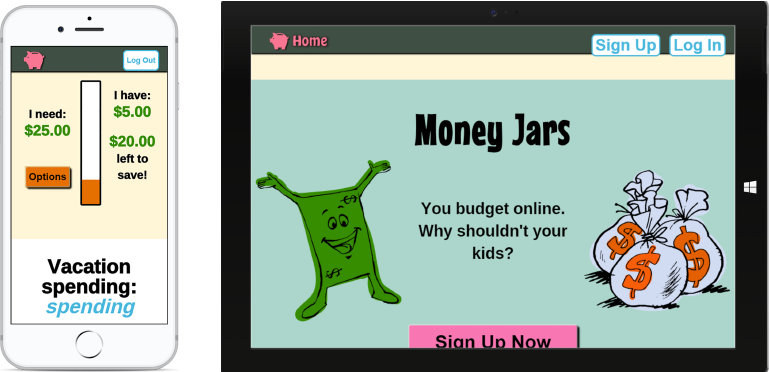 Log Out
I need:
$25.00
Options
I have:
$5.00
$20.00
left to
save!
Vacation
spending:
spending
Home
Sign Up
Log In
Money Jars
You budget online.
Why shouldn't your
kids?
$
$
$
$
$
Sign Up Now